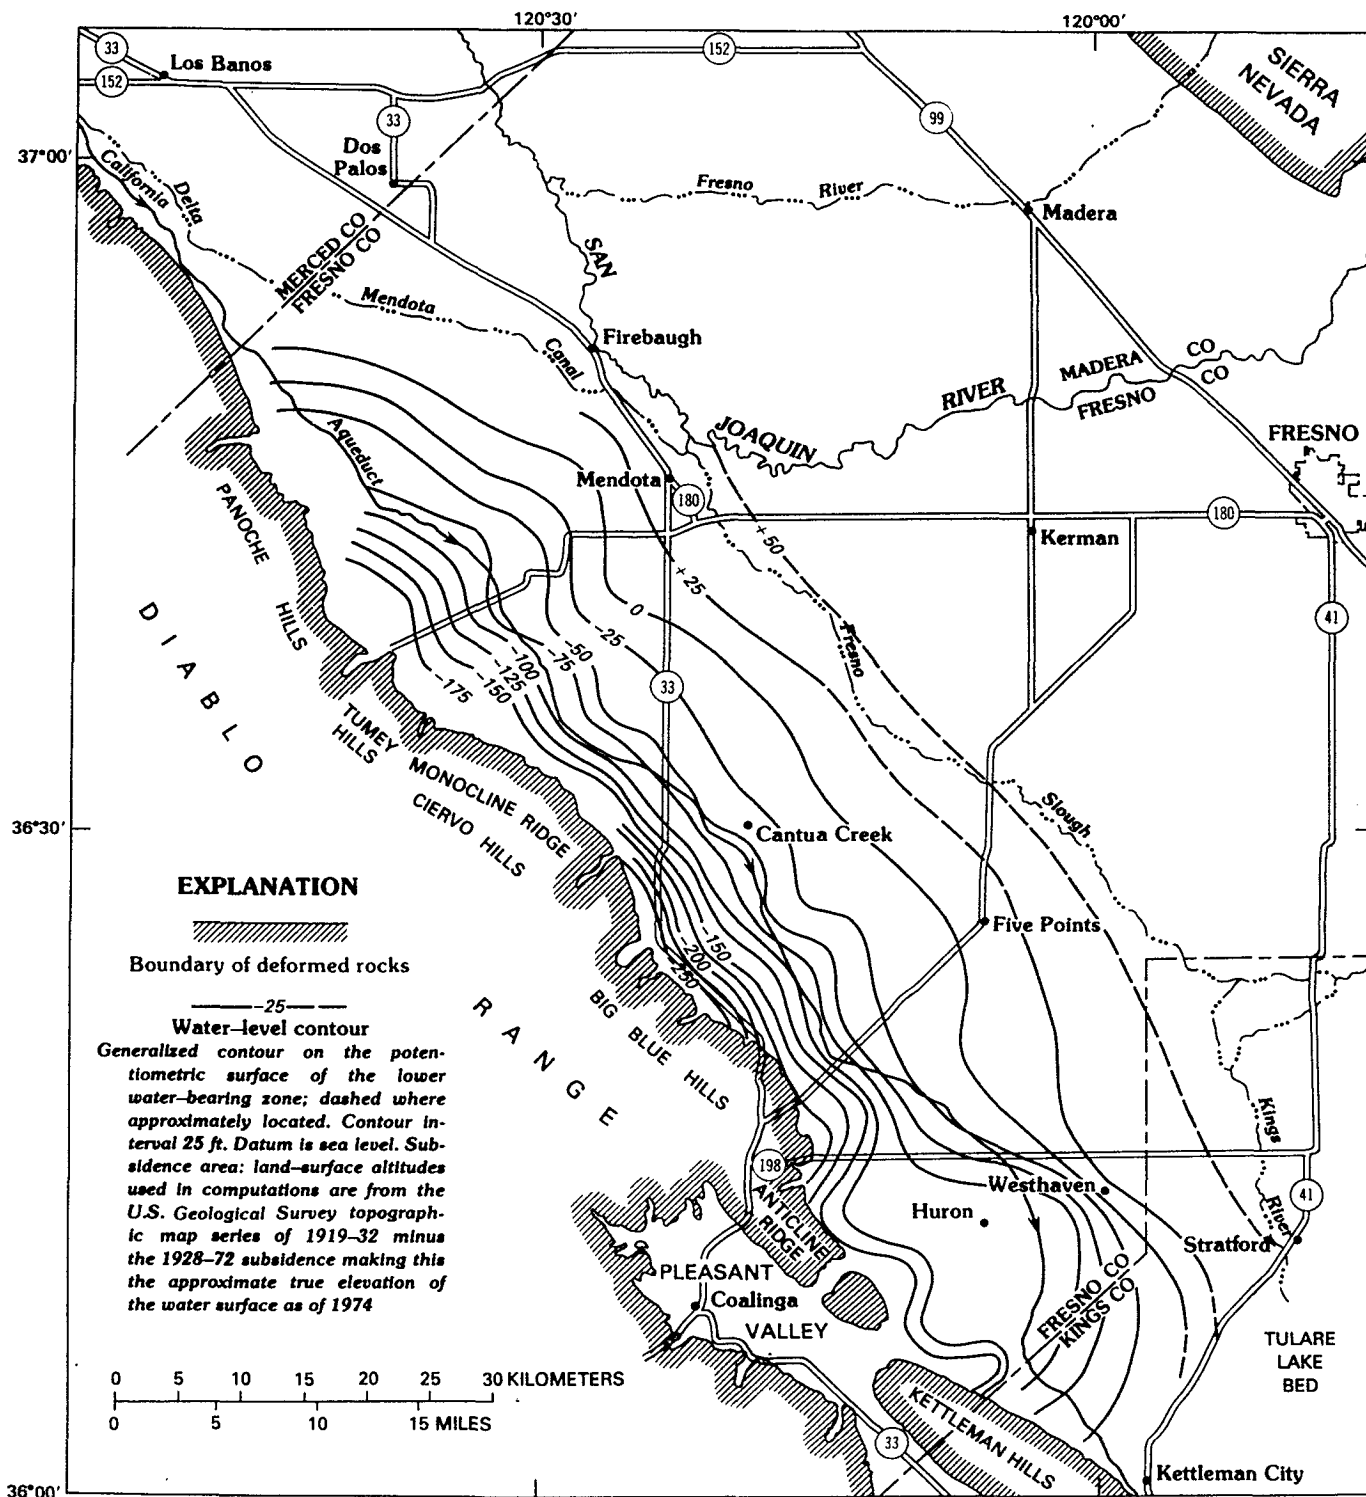 120°30'
120°00'
33
152
Los Banos
152
33
99
SIERRA
NEVADA
Dos
Palos
37°00'
California
Delta
Fresno River
Madera
MERCED CO
FRESNO CO
SAN
Mendota
Firebaugh
Canal
MADERA CO
FRESNO CO
RIVER
JOAQUIN
FRESNO
Aqueduct
Mendota
180
180
+50
Kerman
PANOCHE
HILLS
+25
0
41
-25
-50
-75
-100
-125
-150
-175
Fresno
33
DIABLO
TUMEY
HILLS
MONOCLINE RIDGE
CIERVO HILLS
Slough
36°30'
Cantua Creek
EXPLANATION
Five Points
Boundary of deformed rocks
-150
-200
-250
-25
Water–level contour
Generalized contour on the poten-
tiometric surface of the lower
water–bearing zone; dashed where
approximately located. Contour in-
terval 25 ft. Datum is sea level. Sub-
sidence area: land–surface altitudes
used in computations are from the
U.S. Geological Survey topograph-
ic map series of 1919–32 minus
the 1928–72 subsidence making this
the approximate true elevation of
the water surface as of 1974
RANGE
BIG BLUE HILLS
Kings
River
198
Westhaven
41
ANTICLINE
RIDGE
Huron
Stratford
PLEASANT
VALLEY
Coalinga
FRESNO CO
KINGS CO
TULARE
LAKE
BED
0 5 10 15 20 25 30 KILOMETERS
0 5 10 15 MILES
KETTLEMAN HILLS
33
Kettleman City
36°00'